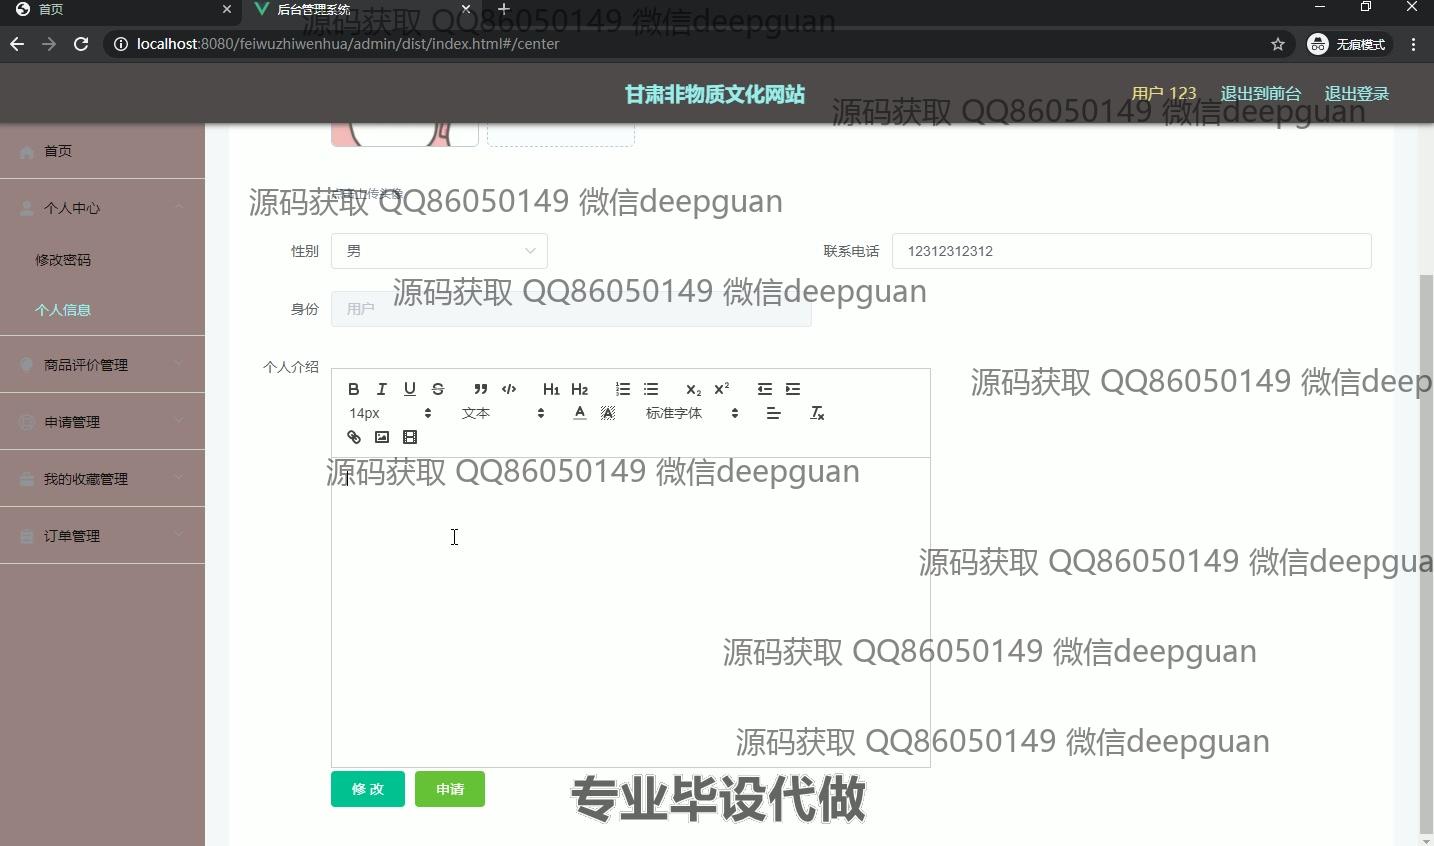 首页
后台管理系统
源码获取 QQ86050149 微信deepguan
localhost:8080/feiwuzhiwenhua/admin/dist/index.html#/center
无痕模式
甘肃非物质文化网站
用户 123
退出到前台
退出登录
源码获取 QQ86050149 微信deepguan
首页
个人中心
修改密码
个人信息
商品评价管理
申请管理
我的收藏管理
订单管理
点击上传头像
源码获取 QQ86050149 微信deepguan
性别
男
联系电话
12312312312
身份
用户
源码获取 QQ86050149 微信deepguan
个人介绍
源码获取 QQ86050149 微信deep
B I U S H1 H2 X2 X2
14px 文本 A A 标准字体 Tx
源码获取 QQ86050149 微信deepguan
源码获取 QQ86050149 微信deepgua
源码获取 QQ86050149 微信deepguan
源码获取 QQ86050149 微信deepguan
修 改
申请
专业毕设代做